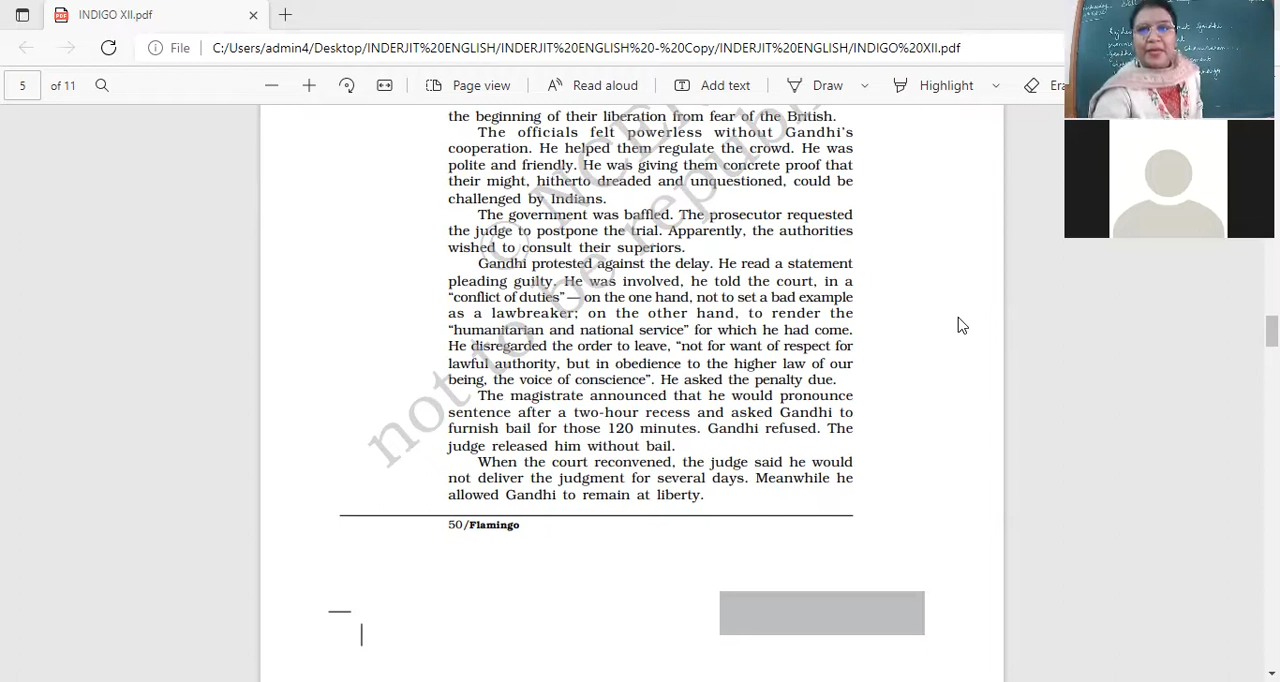 INDIGO XII.pdf
File
C:/Users/admin4/Desktop/INDERJIT%20ENGLISH/INDERJIT%20ENGLISH%20-%20Copy/INDERJIT%20ENGLISH/INDIGO%20XII.pdf
5 of 11
Page view
Read aloud
Add text
Draw
Highlight
Era
the beginning of their liberation from fear of the British.
The officials felt powerless without Gandhi's
cooperation. He helped them regulate the crowd. He was
polite and friendly. He was giving them concrete proof that
their might, hitherto dreaded and unquestioned, could be
challenged by Indians.
The government was baffled. The prosecutor requested
the judge to postpone the trial. Apparently, the authorities
wished to consult their superiors.
Gandhi protested against the delay. He read a statement
pleading guilty. He was involved, he told the court, in a
“conflict of duties”— on the one hand, not to set a bad example
as a lawbreaker; on the other hand, to render the
“humanitarian and national service” for which he had come.
He disregarded the order to leave, “not for want of respect for
lawful authority, but in obedience to the higher law of our
being, the voice of conscience”. He asked the penalty due.
The magistrate announced that he would pronounce
sentence after a two-hour recess and asked Gandhi to
furnish bail for those 120 minutes. Gandhi refused. The
judge released him without bail.
When the court reconvened, the judge said he would
not deliver the judgment for several days. Meanwhile he
allowed Gandhi to remain at liberty.
50/Flamingo
© NCE
not to be republ